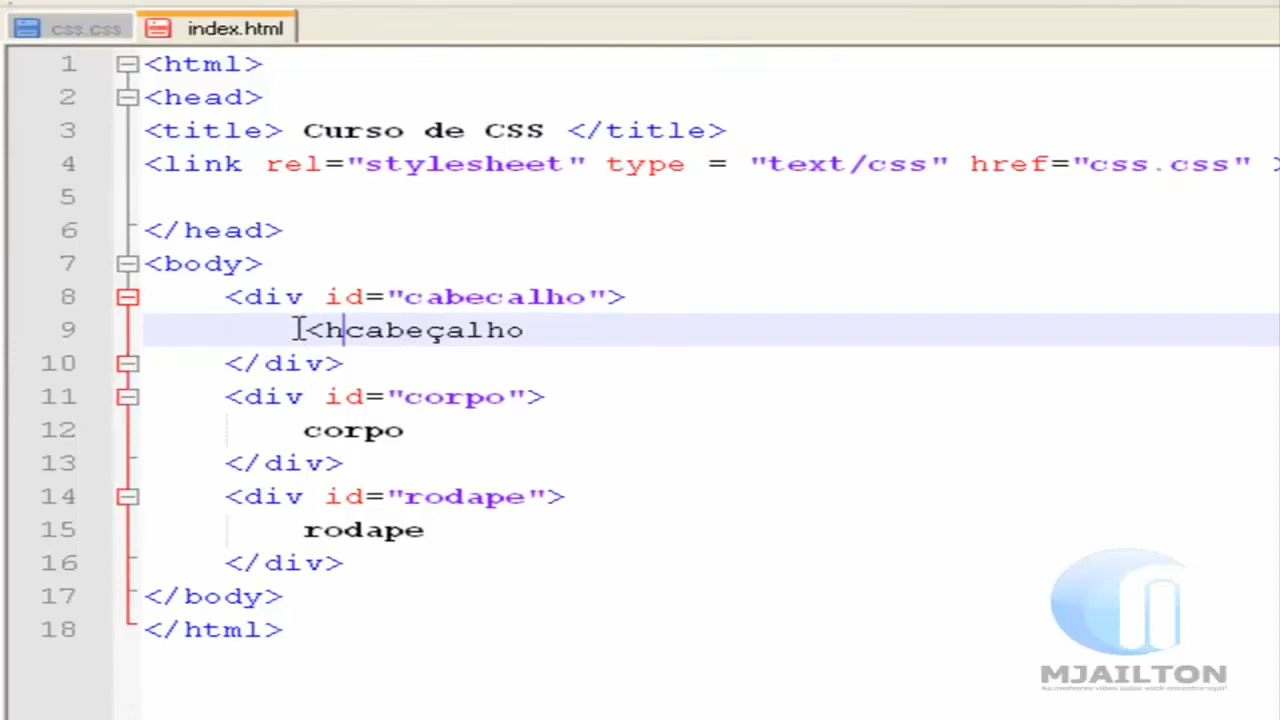 css.css index.html
1 <html>
2 <head>
3 <title> Curso de CSS </title>
4 <link rel="stylesheet" type = "text/css" href="css.css" >
5
6 </head>
7 <body>
8 <div id="cabecalho">
9 <hcabeçalho
10 </div>
11 <div id="corpo">
12 corpo
13 </div>
14 <div id="rodape">
15 rodape
16 </div>
17 </body>
18 </html>
MJAILTON